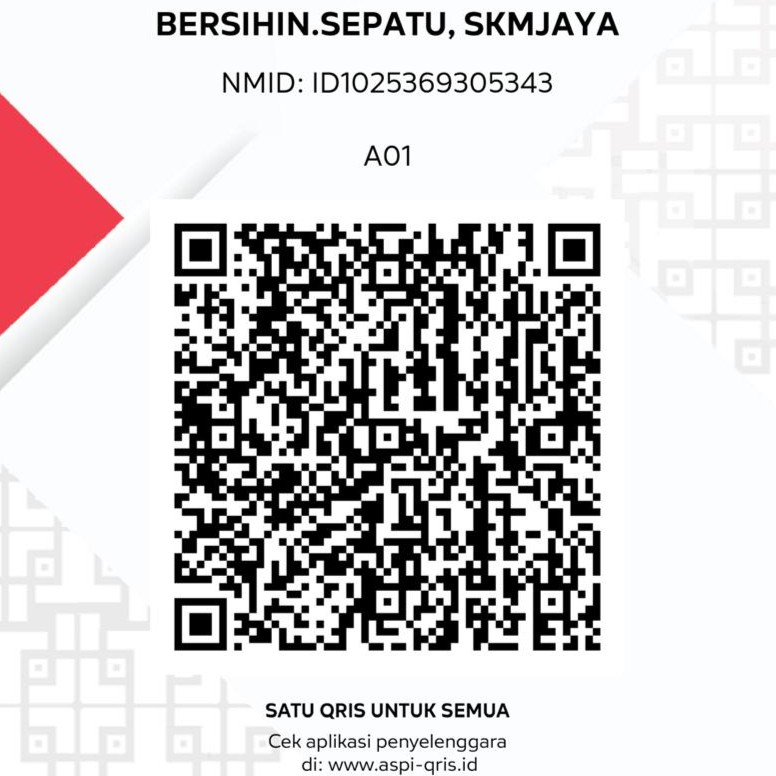 BERSIHIN.SEPATU, SKMJAYA
NMID: ID1025369305343
A01
SATU QRIS UNTUK SEMUA
Cek aplikasi penyelenggara
di: www.aspi-qris.id